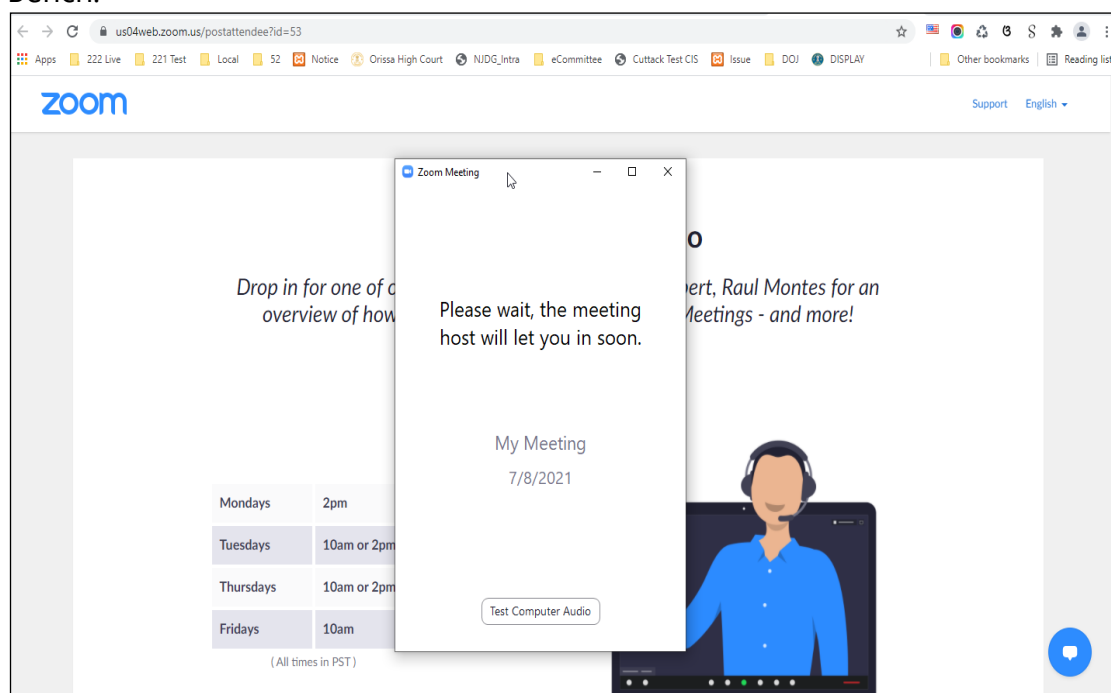 Bench.
us04web.zoom.us/postattendee?id=53
Apps 222 Live 221 Test Local 52 Notice Orissa High Court NJDG_Intra eCommittee Cuttack Test CIS Issue DOJ DISPLAY Other bookmarks Reading list
zoom Support English
Zoom Meeting
o
Drop in for one of o pert, Raul Montes for an
overview of how Meetings - and more!
Please wait, the meeting
host will let you in soon.
My Meeting
7/8/2021
Mondays 2pm
Tuesdays 10am or 2pm
Thursdays 10am or 2pm
Fridays 10am
(All times in PST)
Test Computer Audio